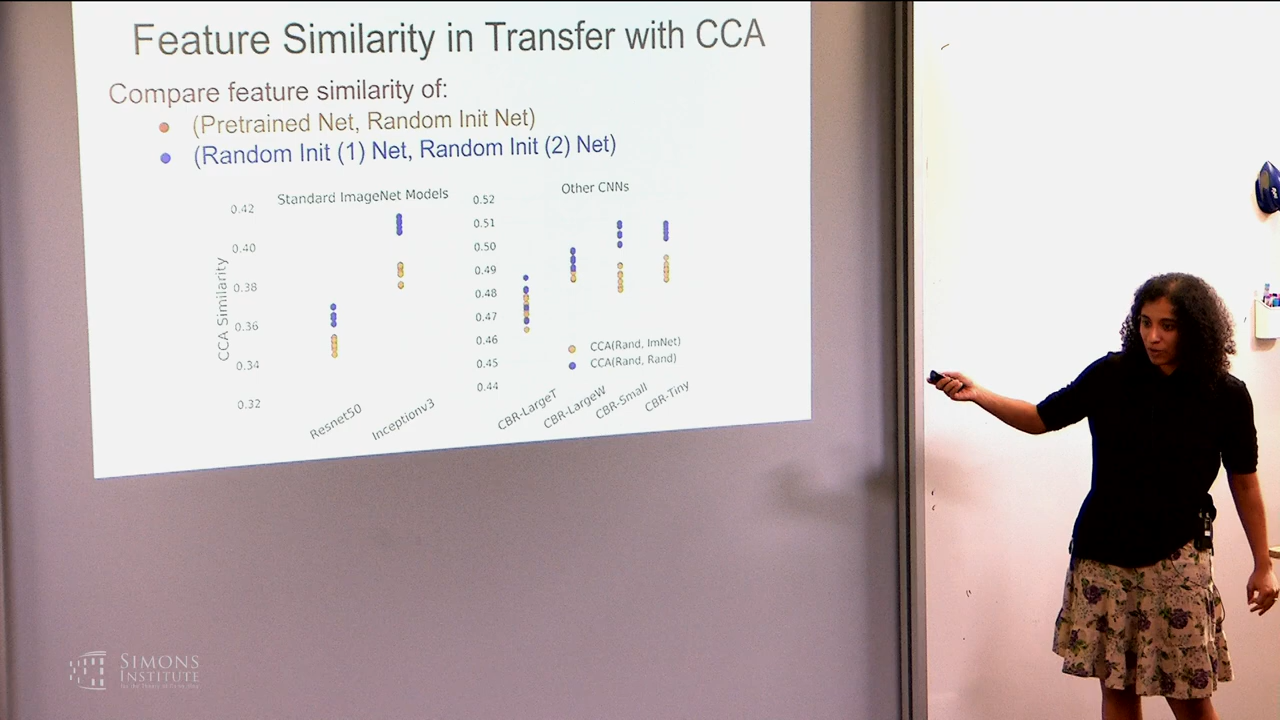 Feature Similarity in Transfer with CCA
Compare feature similarity of:
(Pretrained Net, Random Init Net)
(Random Init (1) Net, Random Init (2) Net)
Standard ImageNet Models
0.42
0.40
0.38
0.36
0.34
0.32
CCA Similarity
Resnet50
Inceptionv3
Other CNNs
0.52
0.51
0.50
0.49
0.48
0.47
0.46
0.45
0.44
CCA(Rand, ImNet)
CCA(Rand, Rand)
CBR-LargeT
CBR-LargeW
CBR-Small
CBR-Tiny
SIMONS
INSTITUTE